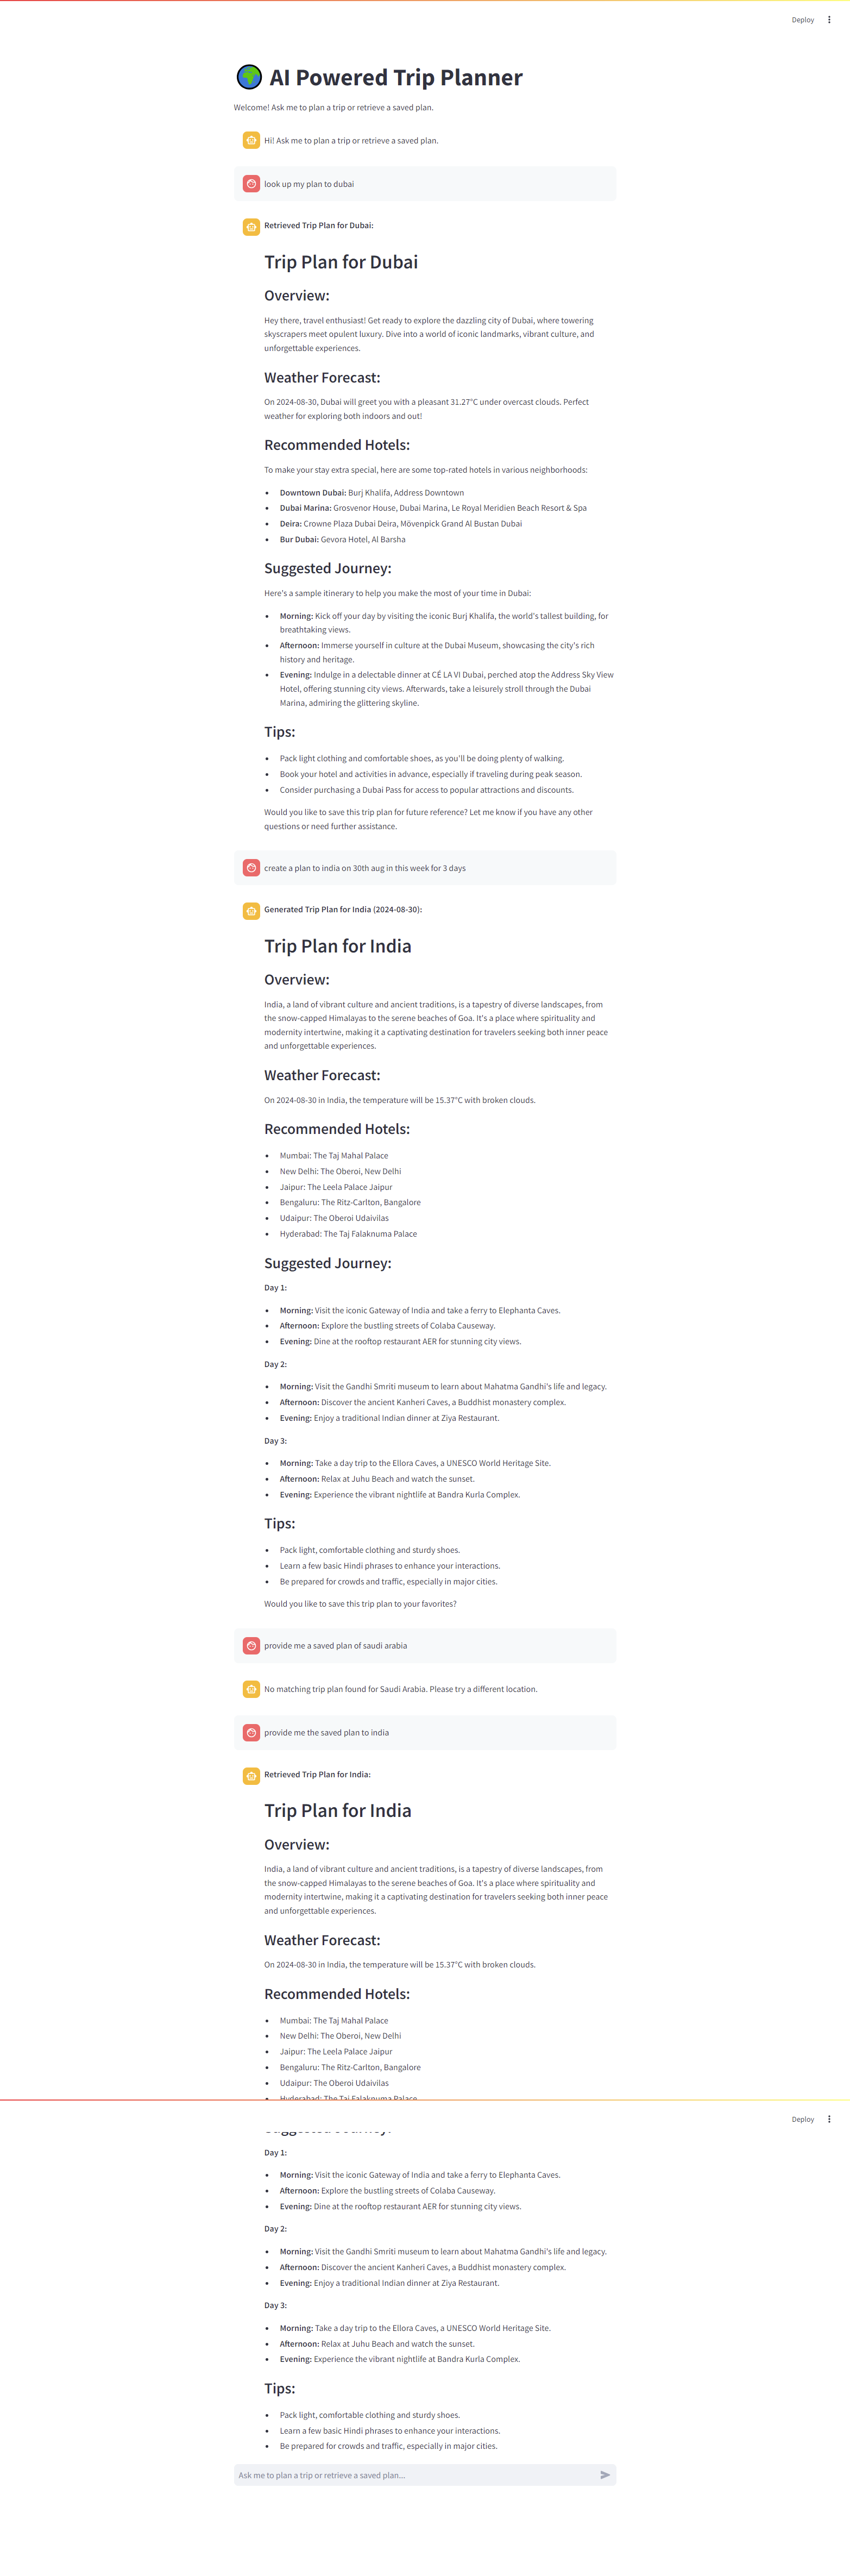 Deploy
AI Powered Trip Planner
Welcome! Ask me to plan a trip or retrieve a saved plan.
Hi! Ask me to plan a trip or retrieve a saved plan.
look up my plan to dubai
Retrieved Trip Plan for Dubai:
Trip Plan for Dubai
Overview:
Hey there, travel enthusiast! Get ready to explore the dazzling city of Dubai, where towering
skyscrapers meet opulent luxury. Dive into a world of iconic landmarks, vibrant culture, and
unforgettable experiences.
Weather Forecast:
On 2024-08-30, Dubai will greet you with a pleasant 31.27°C under overcast clouds. Perfect
weather for exploring both indoors and out!
Recommended Hotels:
To make your stay extra special, here are some top-rated hotels in various neighborhoods:
• Downtown Dubai: Burj Khalifa, Address Downtown
• Dubai Marina: Grosvenor House, Dubai Marina, Le Royal Meridien Beach Resort & Spa
• Deira: Crowne Plaza Dubai Deira, Mövenpick Grand Al Bustan Dubai
• Bur Dubai: Gevora Hotel, Al Barsha
Suggested Journey:
Here's a sample itinerary to help you make the most of your time in Dubai:
• Morning: Kick off your day by visiting the iconic Burj Khalifa, the world's tallest building, for
breathtaking views.
• Afternoon: Immerse yourself in culture at the Dubai Museum, showcasing the city's rich
history and heritage.
• Evening: Indulge in a delectable dinner at CÉ LA VI Dubai, perched atop the Address Sky View
Hotel, offering stunning city views. Afterwards, take a leisurely stroll through the Dubai
Marina, admiring the glittering skyline.
Tips:
• Pack light clothing and comfortable shoes, as you'll be doing plenty of walking.
• Book your hotel and activities in advance, especially if traveling during peak season.
• Consider purchasing a Dubai Pass for access to popular attractions and discounts.
Would you like to save this trip plan for future reference? Let me know if you have any other
questions or need further assistance.
create a plan to india on 30th aug in this week for 3 days
Generated Trip Plan for India (2024-08-30):
Trip Plan for India
Overview:
India, a land of vibrant culture and ancient traditions, is a tapestry of diverse landscapes, from
the snow-capped Himalayas to the serene beaches of Goa. It's a place where spirituality and
modernity intertwine, making it a captivating destination for travelers seeking both inner peace
and unforgettable experiences.
Weather Forecast:
On 2024-08-30 in India, the temperature will be 15.37°C with broken clouds.
Recommended Hotels:
• Mumbai: The Taj Mahal Palace
• New Delhi: The Oberoi, New Delhi
• Jaipur: The Leela Palace Jaipur
• Bengaluru: The Ritz-Carlton, Bangalore
• Udaipur: The Oberoi Udaivilas
• Hyderabad: The Taj Falaknuma Palace
Suggested Journey:
Day 1:
• Morning: Visit the iconic Gateway of India and take a ferry to Elephanta Caves.
• Afternoon: Explore the bustling streets of Colaba Causeway.
• Evening: Dine at the rooftop restaurant AER for stunning city views.
Day 2:
• Morning: Visit the Gandhi Smriti museum to learn about Mahatma Gandhi's life and legacy.
• Afternoon: Discover the ancient Kanheri Caves, a Buddhist monastery complex.
• Evening: Enjoy a traditional Indian dinner at Ziya Restaurant.
Day 3:
• Morning: Take a day trip to the Ellora Caves, a UNESCO World Heritage Site.
• Afternoon: Relax at Juhu Beach and watch the sunset.
• Evening: Experience the vibrant nightlife at Bandra Kurla Complex.
Tips:
• Pack light, comfortable clothing and sturdy shoes.
• Learn a few basic Hindi phrases to enhance your interactions.
• Be prepared for crowds and traffic, especially in major cities.
Would you like to save this trip plan to your favorites?
provide me a saved plan of saudi arabia
No matching trip plan found for Saudi Arabia. Please try a different location.
provide me the saved plan to india
Retrieved Trip Plan for India:
Trip Plan for India
Overview:
India, a land of vibrant culture and ancient traditions, is a tapestry of diverse landscapes, from
the snow-capped Himalayas to the serene beaches of Goa. It's a place where spirituality and
modernity intertwine, making it a captivating destination for travelers seeking both inner peace
and unforgettable experiences.
Weather Forecast:
On 2024-08-30 in India, the temperature will be 15.37°C with broken clouds.
Recommended Hotels:
• Mumbai: The Taj Mahal Palace
• New Delhi: The Oberoi, New Delhi
• Jaipur: The Leela Palace Jaipur
• Bengaluru: The Ritz-Carlton, Bangalore
• Udaipur: The Oberoi Udaivilas
• Hyderabad: The Taj Falaknuma Palace
Deploy
Suggested Journey:
Day 1:
• Morning: Visit the iconic Gateway of India and take a ferry to Elephanta Caves.
• Afternoon: Explore the bustling streets of Colaba Causeway.
• Evening: Dine at the rooftop restaurant AER for stunning city views.
Day 2:
• Morning: Visit the Gandhi Smriti museum to learn about Mahatma Gandhi's life and legacy.
• Afternoon: Discover the ancient Kanheri Caves, a Buddhist monastery complex.
• Evening: Enjoy a traditional Indian dinner at Ziya Restaurant.
Day 3:
• Morning: Take a day trip to the Ellora Caves, a UNESCO World Heritage Site.
• Afternoon: Relax at Juhu Beach and watch the sunset.
• Evening: Experience the vibrant nightlife at Bandra Kurla Complex.
Tips:
• Pack light, comfortable clothing and sturdy shoes.
• Learn a few basic Hindi phrases to enhance your interactions.
• Be prepared for crowds and traffic, especially in major cities.
Ask me to plan a trip or retrieve a saved plan...